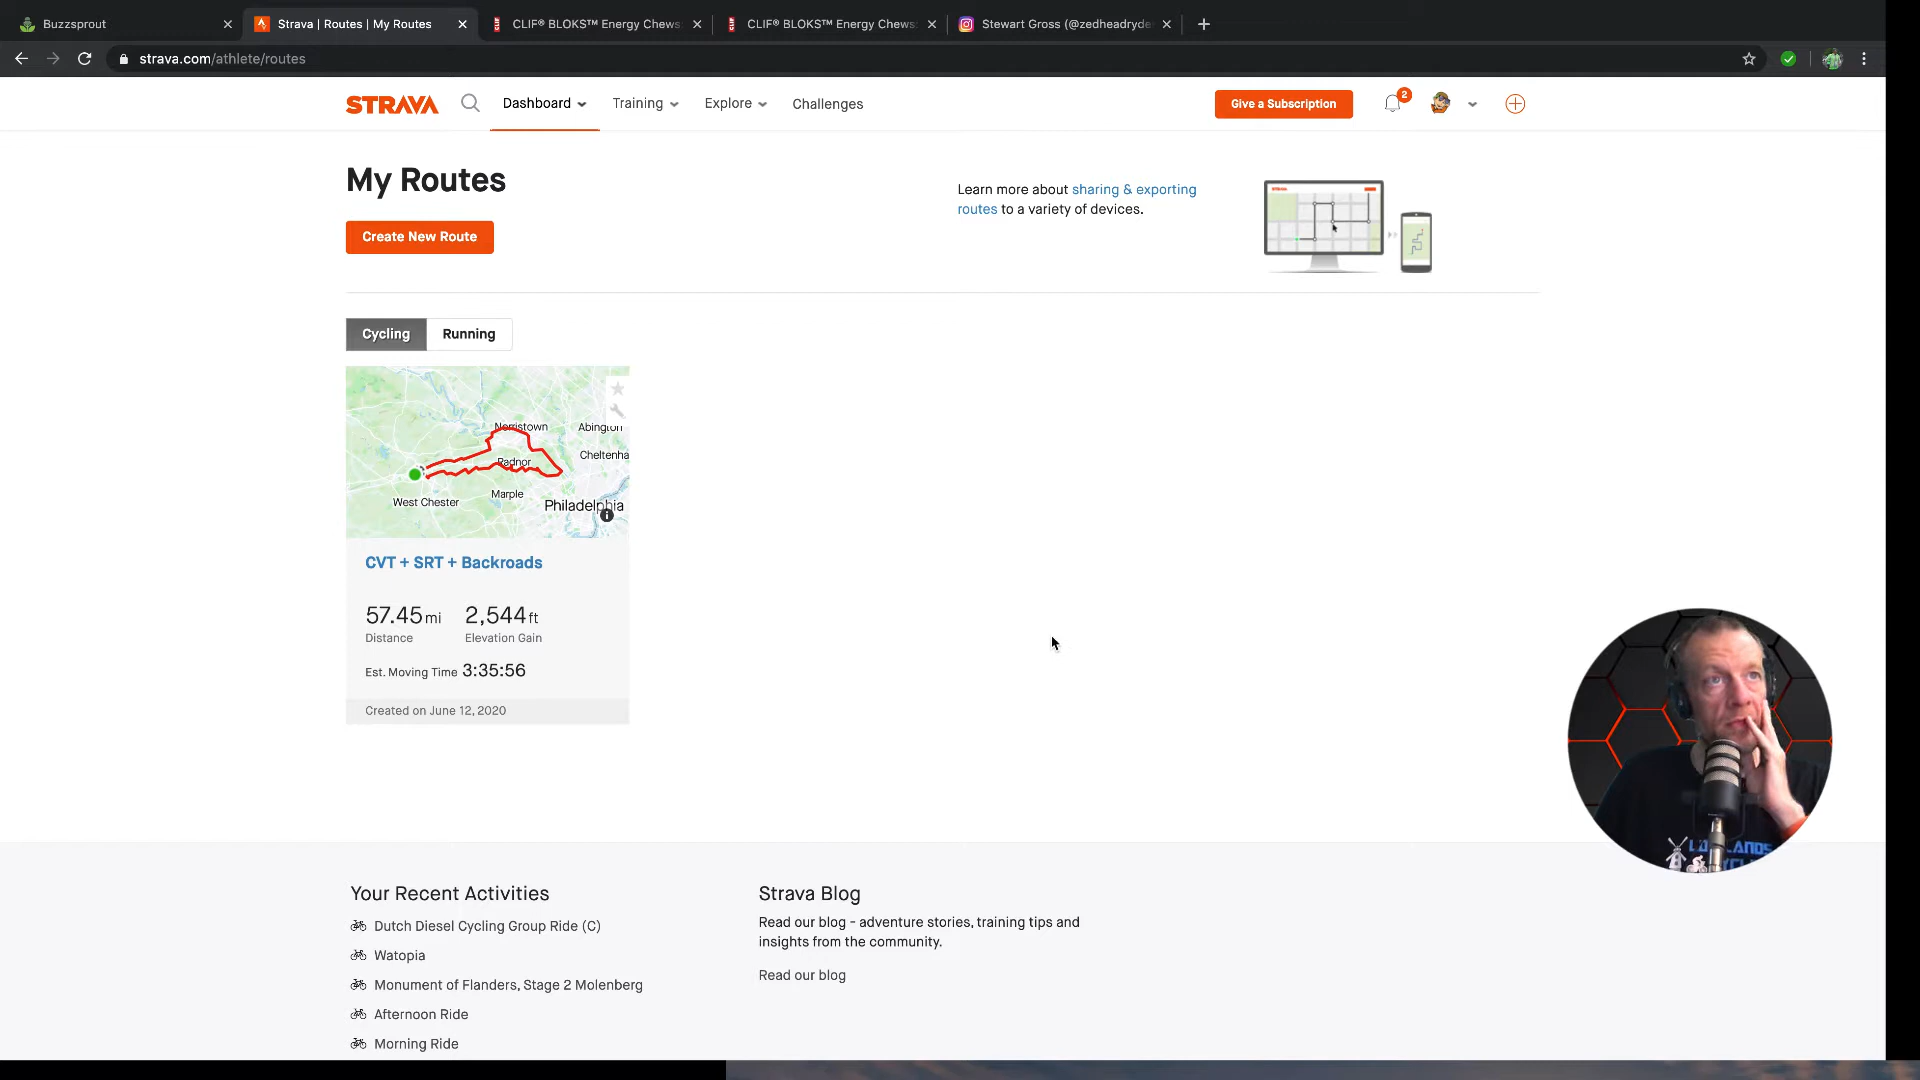 Buzzsprout
Strava | Routes | My Routes
CLIF® BLOKS™ Energy Chews
CLIF® BLOKS™ Energy Chews
Stewart Gross (@zedheadryde
strava.com/athlete/routes
STRAVA
Dashboard
Training
Explore
Challenges
Give a Subscription
2
My Routes
Create New Route
Learn more about sharing & exporting
routes to a variety of devices.
Cycling
Running
Norristown
Abington
Cheltenha
Radnor
West Chester
Marple
Philadelphia
CVT + SRT + Backroads
57.45 mi
2,544 ft
Distance
Elevation Gain
Est. Moving Time 3:35:56
Created on June 12, 2020
Your Recent Activities
Dutch Diesel Cycling Group Ride (C)
Watopia
Monument of Flanders, Stage 2 Molenberg
Afternoon Ride
Morning Ride
Strava Blog
Read our blog - adventure stories, training tips and
insights from the community.
Read our blog